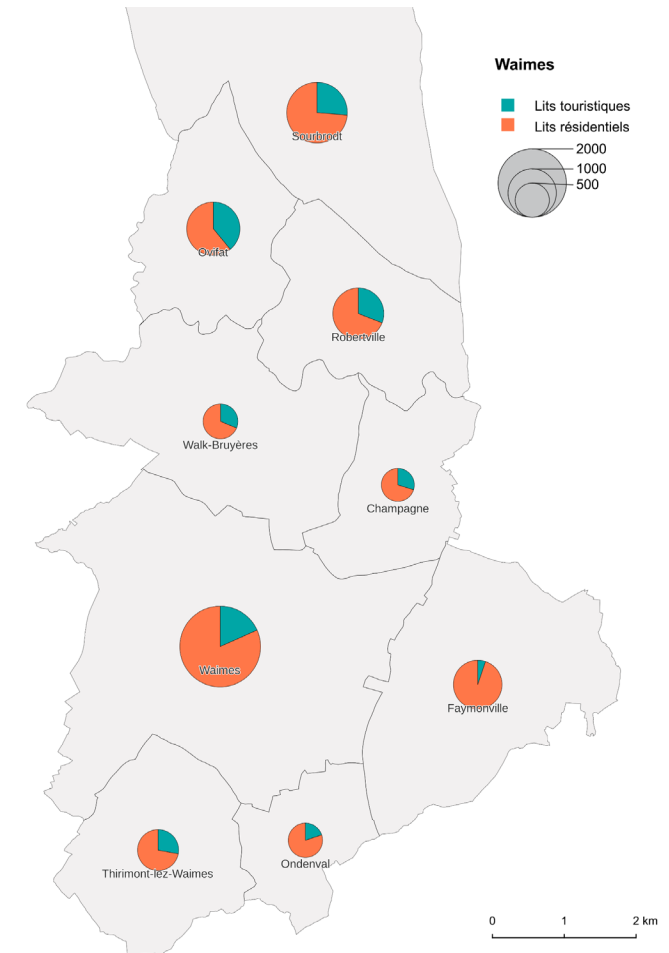 Waimes
Lits touristiques
Lits résidentiels
2000
1000
500
Sourbrodt
Ovifat
Robertville
Walk-Bruyères
Champagne
Waimes
Faymonville
Ondenval
Thirimont-lez-Waimes
0 1 2 km